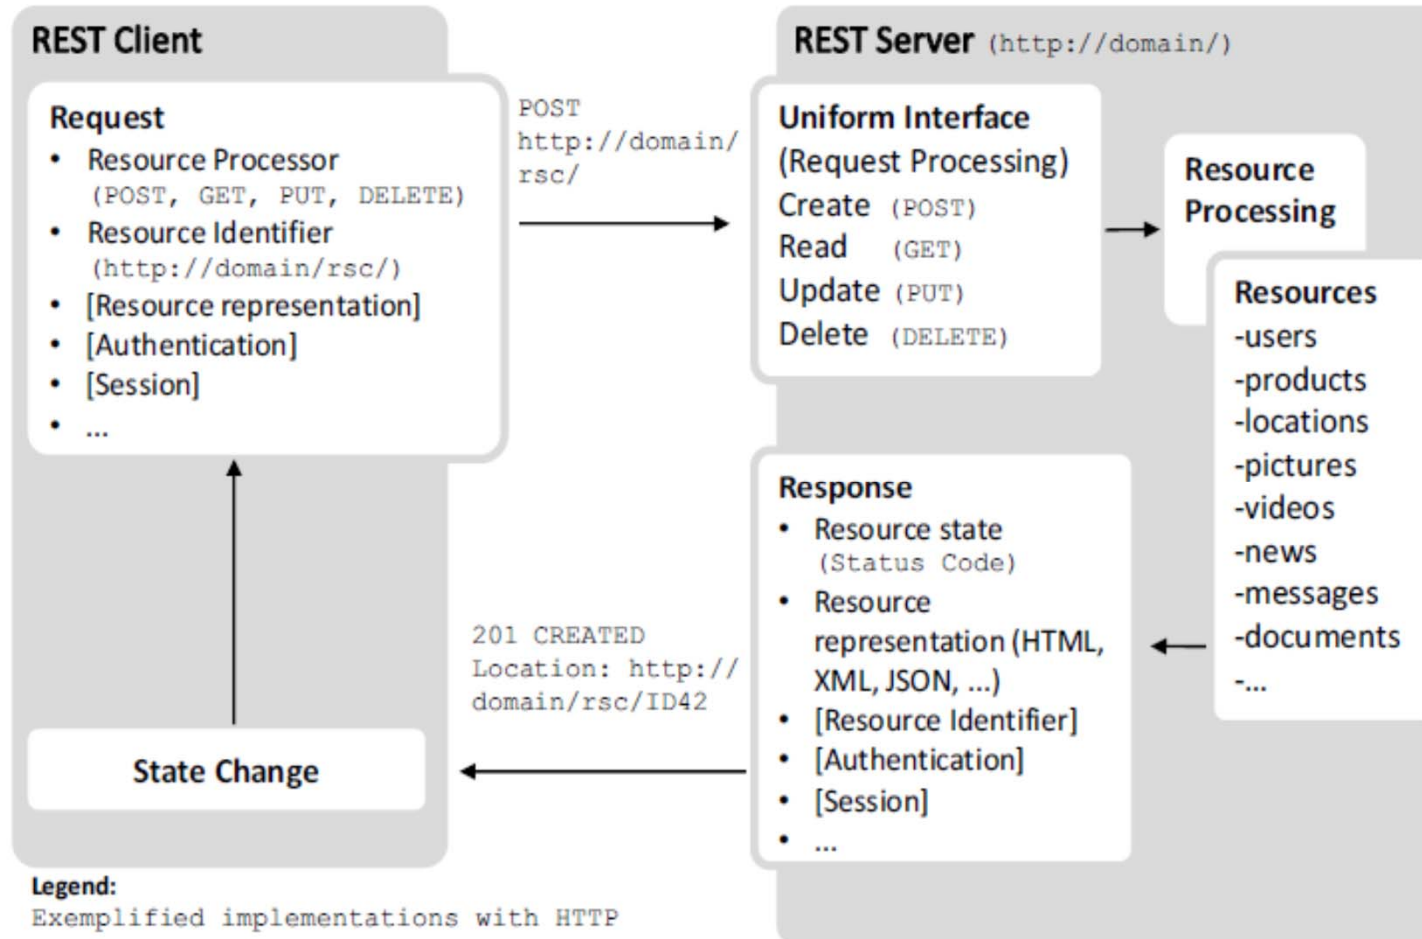 REST Client
Request
• Resource Processor
(POST, GET, PUT, DELETE)
• Resource Identifier
(http://domain/rsc/)
• [Resource representation]
• [Authentication]
• [Session]
• ...
POST
http://domain/
rsc/
REST Server (http://domain/)
Uniform Interface
(Request Processing)
Create (POST)
Read (GET)
Update (PUT)
Delete (DELETE)
Resource
Processing
Resources
-users
-products
-locations
-pictures
-videos
-news
-messages
-documents
-...
Response
• Resource state
(Status Code)
• Resource
representation (HTML,
XML, JSON, ...)
• [Resource Identifier]
• [Authentication]
• [Session]
• ...
201 CREATED
Location: http://
domain/rsc/ID42
State Change
Legend:
Exemplified implementations with HTTP